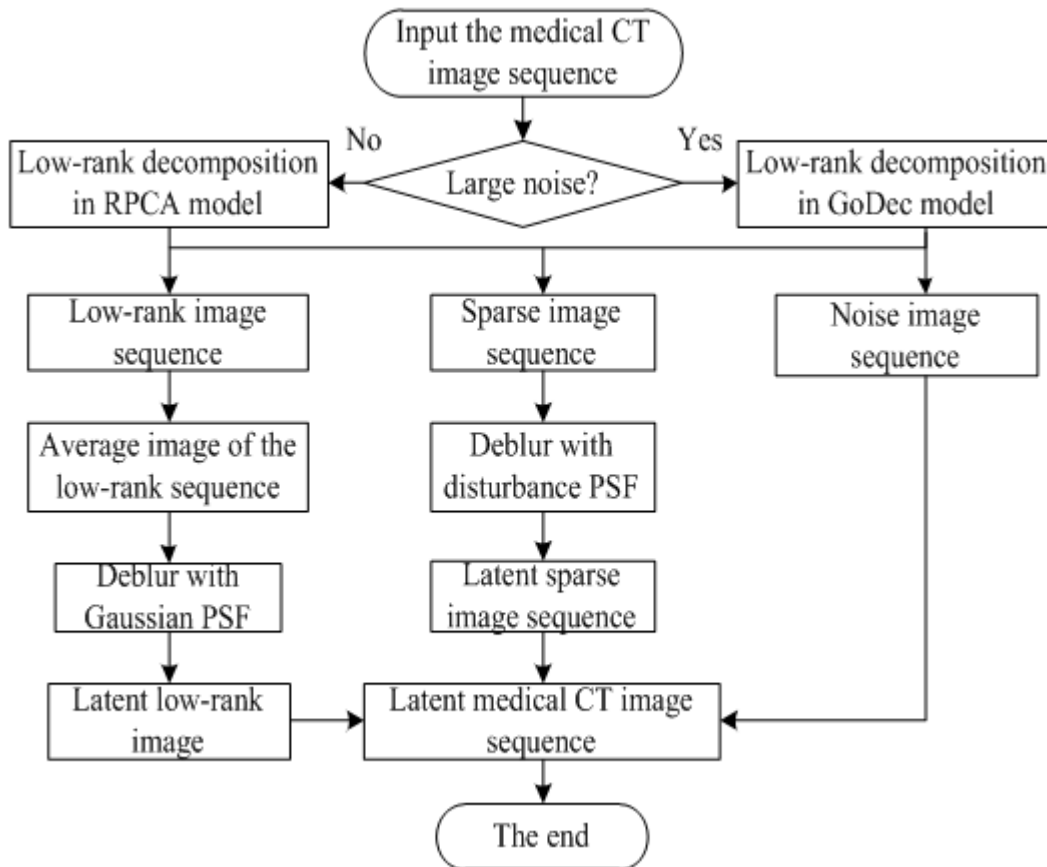 Input the medical CT
image sequence
No
Yes
Low-rank decomposition
in RPCA model
Large noise?
Low-rank decomposition
in GoDec model
Low-rank image
sequence
Sparse image
sequence
Noise image
sequence
Average image of the
low-rank sequence
Deblur with
disturbance PSF
Deblur with
Gaussian PSF
Latent sparse
image sequence
Latent low-rank
image
Latent medical CT image
sequence
The end